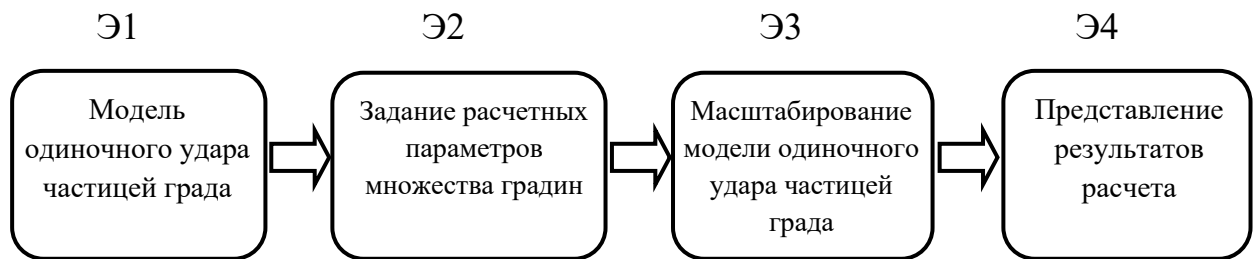 Э1
Э2
Э3
Э4
Модель
одиночного удара
частицей града
Задание расчетных
параметров
множества градин
Масштабирование
модели одиночного
удара частицей
града
Представление
результатов
расчета